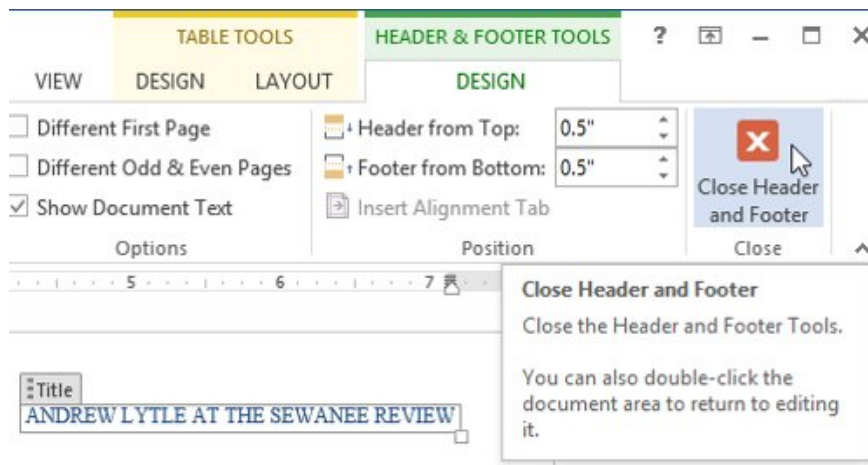 TABLE TOOLS HEADER & FOOTER TOOLS ?
VIEW DESIGN LAYOUT DESIGN
Different First Page
Different Odd & Even Pages
Show Document Text
Options
Header from Top: 0.5"
Footer from Bottom: 0.5"
Insert Alignment Tab
Position
Close Header
and Footer
Close
5 6 7
Close Header and Footer
Close the Header and Footer Tools.
You can also double-click the
document area to return to editing
it.
Title
ANDREW LYTLE AT THE SEWANEE REVIEW